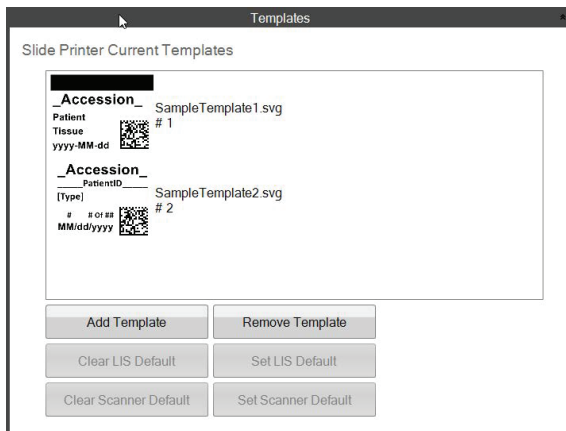 Templates
Slide Printer Current Templates
_Accession_
Patient
Tissue
yyyy-MM-dd
SampleTemplate1.svg
# 1
_Accession_
_____PatientID_____
[Type]
# # Of ##
MM/dd/yyyy
SampleTemplate2.svg
# 2
Add Template
Remove Template
Clear LIS Default
Set LIS Default
Clear Scanner Default
Set Scanner Default